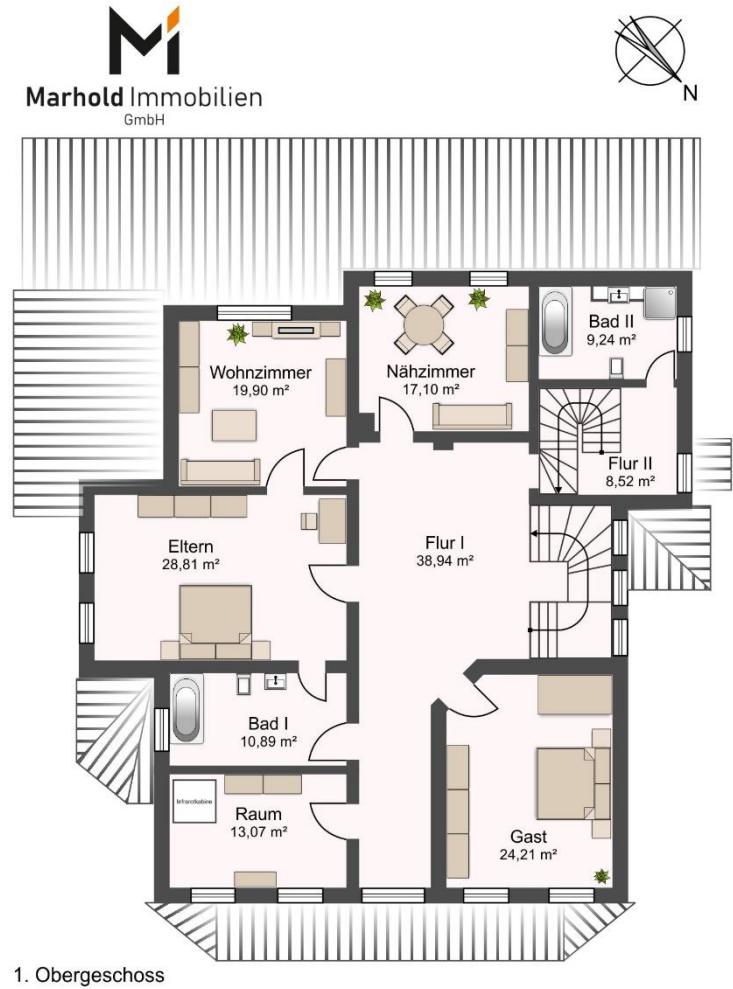 Marhold Immobilien
GmbH
N
Bad II
9,24 m²
Wohnzimmer
19,90 m²
Nähzimmer
17,10 m²
Flur II
8,52 m²
Eltern
28,81 m²
Flur I
38,94 m²
Bad I
10,89 m²
Infrarotkabine
Raum
13,07 m²
Gast
24,21 m²
1. Obergeschoss